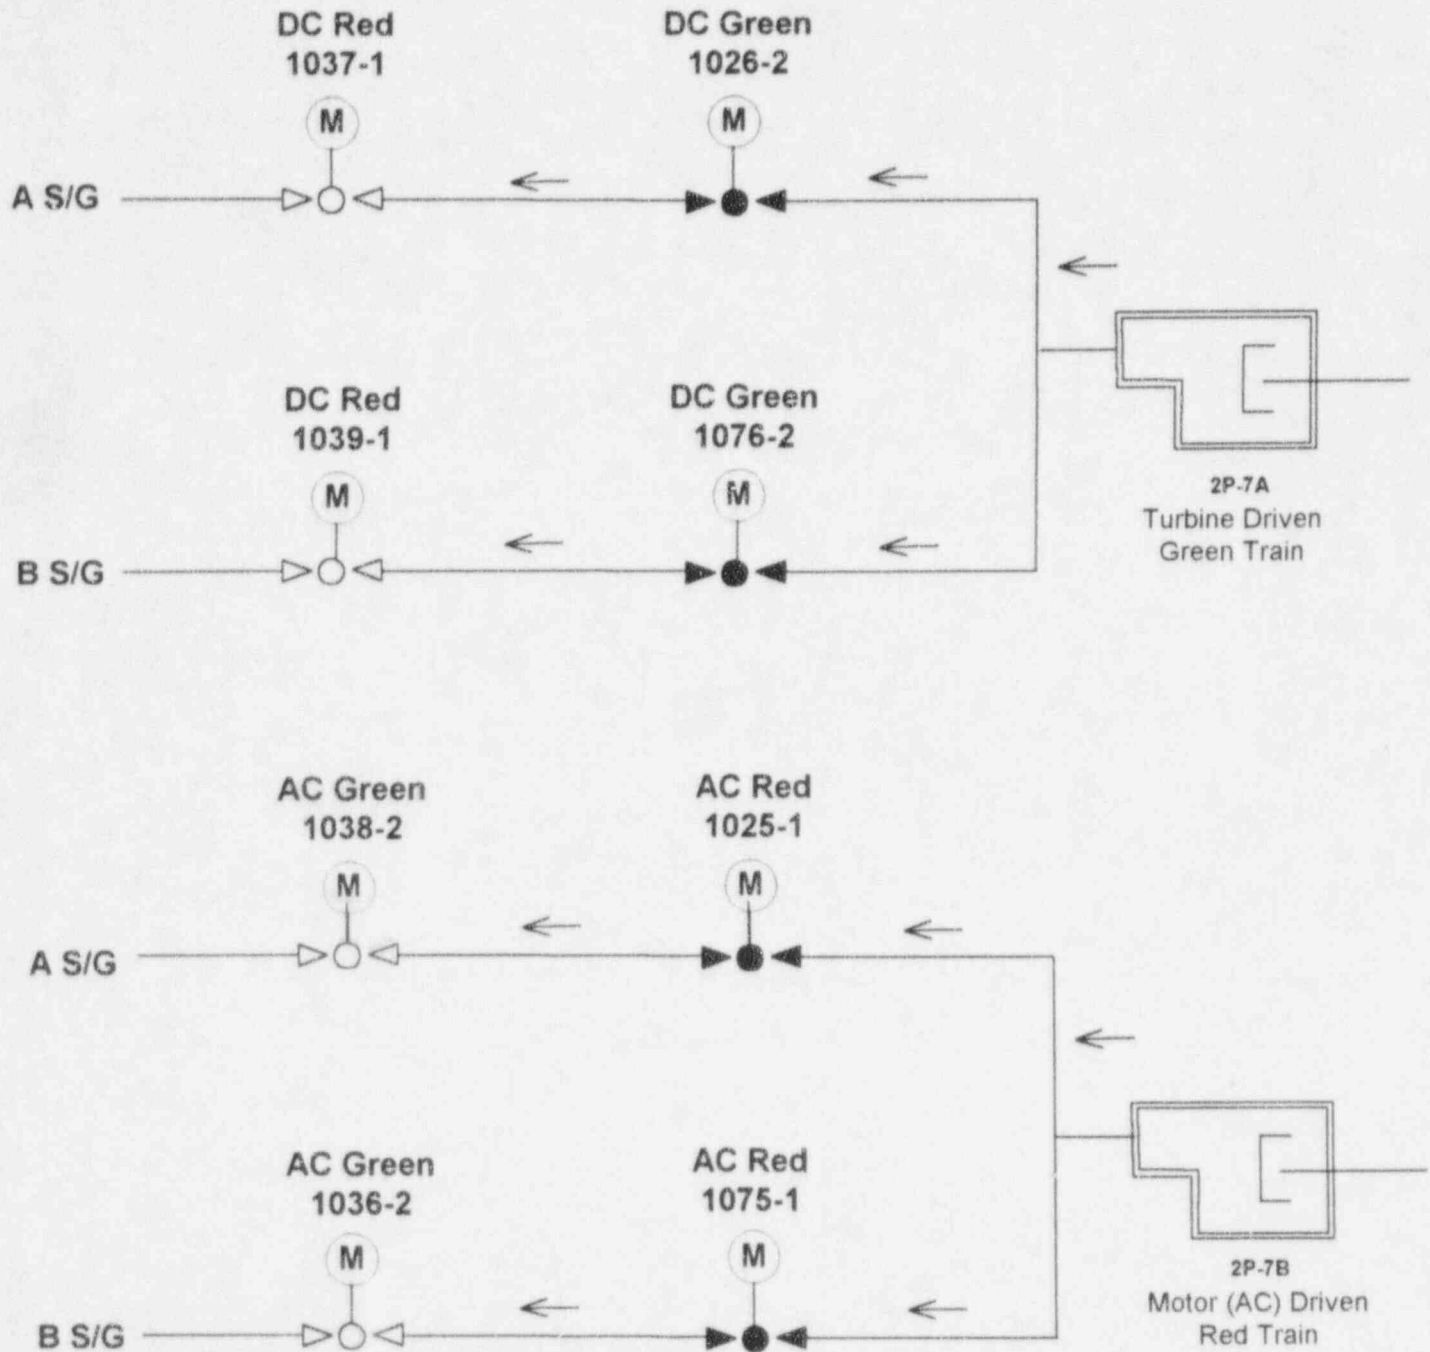 DC Red
1037-1
DC Green
1026-2
M
M
A S/G
DC Red
1039-1
DC Green
1076-2
M
M
B S/G
2P-7A
Turbine Driven
Green Train
AC Green
1038-2
AC Red
1025-1
M
M
A S/G
AC Green
1036-2
AC Red
1075-1
M
M
B S/G
2P-7B
Motor (AC) Driven
Red Train